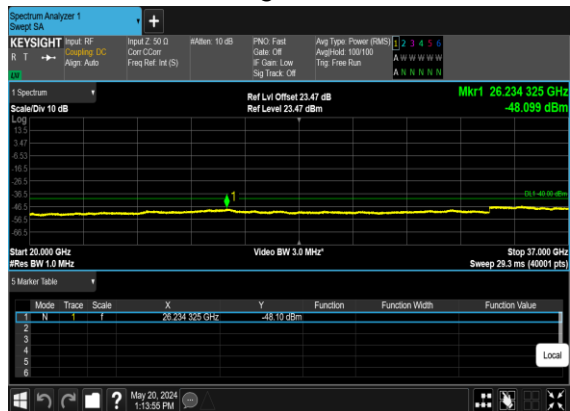 Spectrum Analyzer 1
Swept SA
+
KEYSIGHT Input: RF Input Z: 50 Ω #Atten: 10 dB PNO: Fast Avg Type: Power (RMS) 1 2 3 4 5 6
R T Coupling: DC Corr CCorr Gate: Off Avg|Hold: 100/100 A W W W W W
Align: Auto Freq Ref: Int (S) IF Gain: Low Trig: Free Run
LW Sig Track: Off A N N N N N
1 Spectrum Ref Lvl Offset 23.47 dB Mkr1 26.234 325 GHz
Scale/Div 10 dB Ref Level 23.47 dBm -48.099 dBm
Log
13.5
3.47
-6.53
-16.5
-26.5
-36.5 1 DL1 -40.00 dBm
-46.5
-56.5
-66.5
Start 20.000 GHz Video BW 3.0 MHz* Stop 37.000 GHz
#Res BW 1.0 MHz Sweep 29.3 ms (40001 pts)
5 Marker Table
Mode Trace Scale X Y Function Function Width Function Value
1 N 1 f 26.234 325 GHz -48.10 dBm
2
3
4
5
6
Local
? May 20, 2024
1:13:55 PM